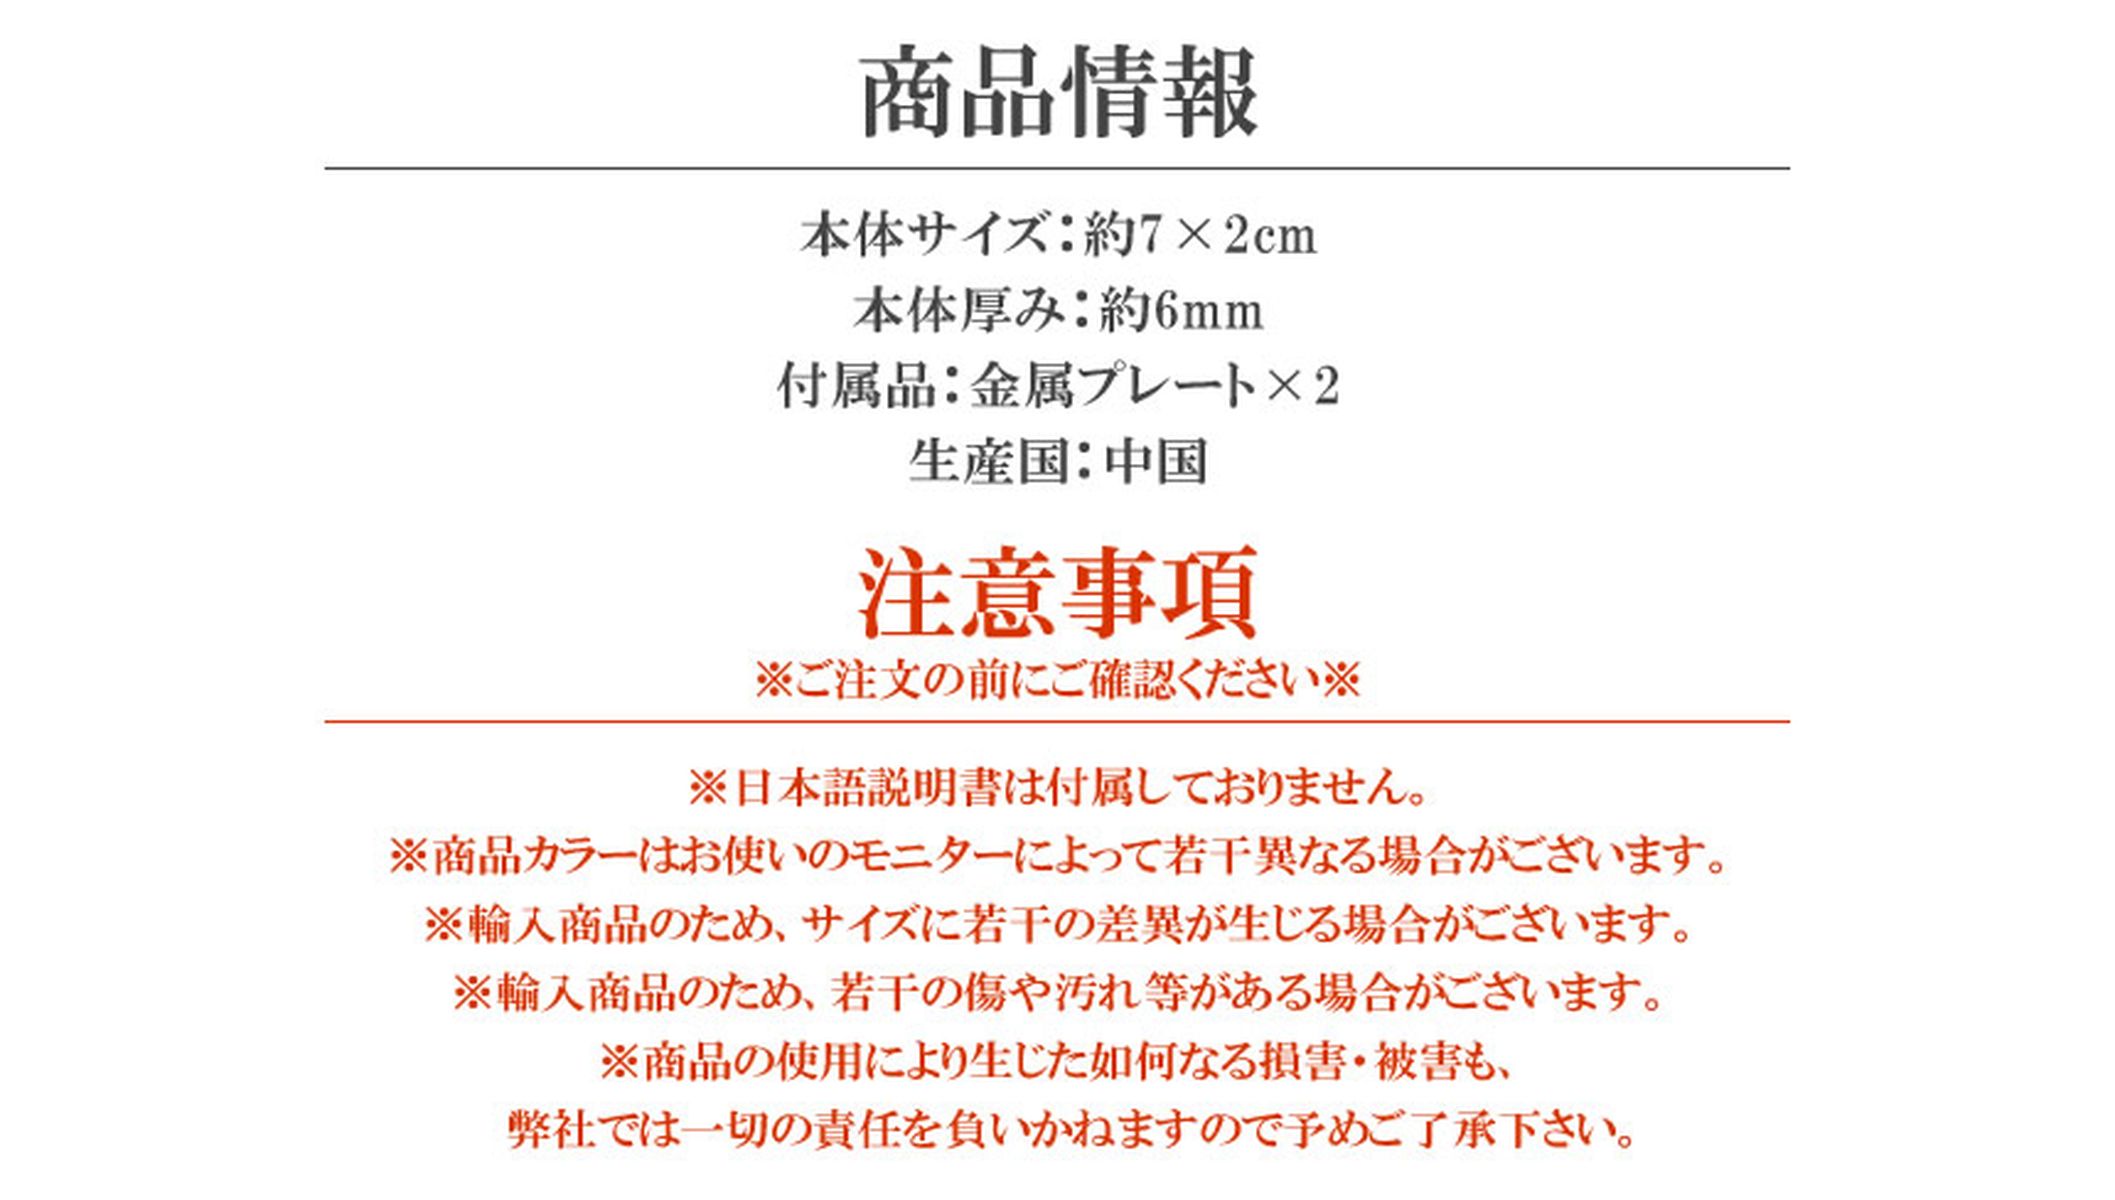 商品情報
本体サイズ：約7×2cm
本体厚み：約6mm
付属品：金属プレート×2
生産国：中国
注意事項
※ご注文の前にご確認ください※
※日本語説明書は付属しておりません。
※商品カラーはお使いのモニターによって若干異なる場合がございます。
※輸入商品のため、サイズに若干の差異が生じる場合がございます。
※輸入商品のため、若干の傷や汚れ等がある場合がございます。
※商品の使用により生じた如何なる損害・被害も、
弊社では一切の責任を負いかねますので予めご了承下さい。